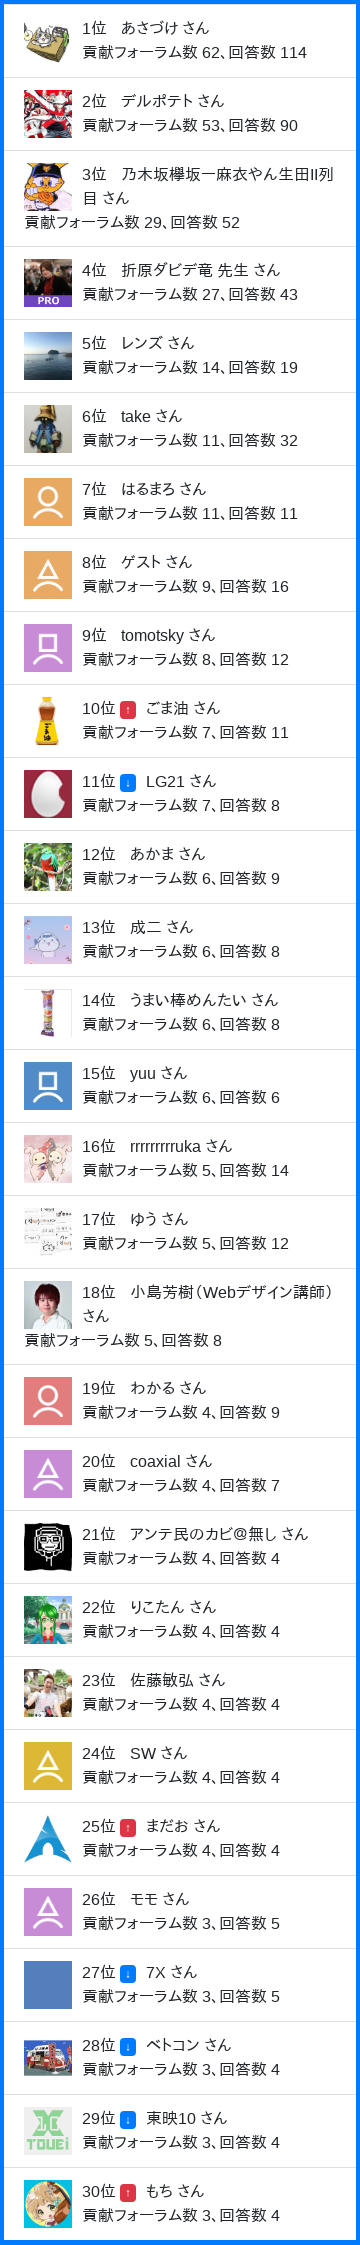 1位 あさづけ さん
貢献フォーラム数 62、回答数 114
2位 デルポテト さん
貢献フォーラム数 53、回答数 90
3位 乃木坂欅坂ー麻衣やん生田II列
目 さん
貢献フォーラム数 29、回答数 52
4位 折原ダビデ竜 先生 さん
貢献フォーラム数 27、回答数 43
PRO
5位 レンズ さん
貢献フォーラム数 14、回答数 19
6位 take さん
貢献フォーラム数 11、回答数 32
7位 はるまろ さん
貢献フォーラム数 11、回答数 11
8位 ゲスト さん
貢献フォーラム数 9、回答数 16
9位 tomotsky さん
貢献フォーラム数 8、回答数 12
10位 ↑ ごま油 さん
貢献フォーラム数 7、回答数 11
11位 ↓ LG21 さん
貢献フォーラム数 7、回答数 8
12位 あかま さん
貢献フォーラム数 6、回答数 9
13位 成二 さん
貢献フォーラム数 6、回答数 8
14位 うまい棒めんたい さん
貢献フォーラム数 6、回答数 8
15位 yuu さん
貢献フォーラム数 6、回答数 6
16位 rrrrrrrrruka さん
貢献フォーラム数 5、回答数 14
17位 ゆう さん
貢献フォーラム数 5、回答数 12
18位 小島芳樹（Webデザイン講師）
さん
貢献フォーラム数 5、回答数 8
19位 わかる さん
貢献フォーラム数 4、回答数 9
20位 coaxial さん
貢献フォーラム数 4、回答数 7
21位 アンテ民のカビ@無し さん
貢献フォーラム数 4、回答数 4
22位 りこたん さん
貢献フォーラム数 4、回答数 4
23位 佐藤敏弘 さん
貢献フォーラム数 4、回答数 4
24位 SW さん
貢献フォーラム数 4、回答数 4
25位 ↑ まだお さん
貢献フォーラム数 4、回答数 4
26位 モモ さん
貢献フォーラム数 3、回答数 5
27位 ↓ 7X さん
貢献フォーラム数 3、回答数 5
28位 ↓ ベトコン さん
貢献フォーラム数 3、回答数 4
29位 ↓ 東映10 さん
貢献フォーラム数 3、回答数 4
TOUEi
30位 ↑ もち さん
貢献フォーラム数 3、回答数 4